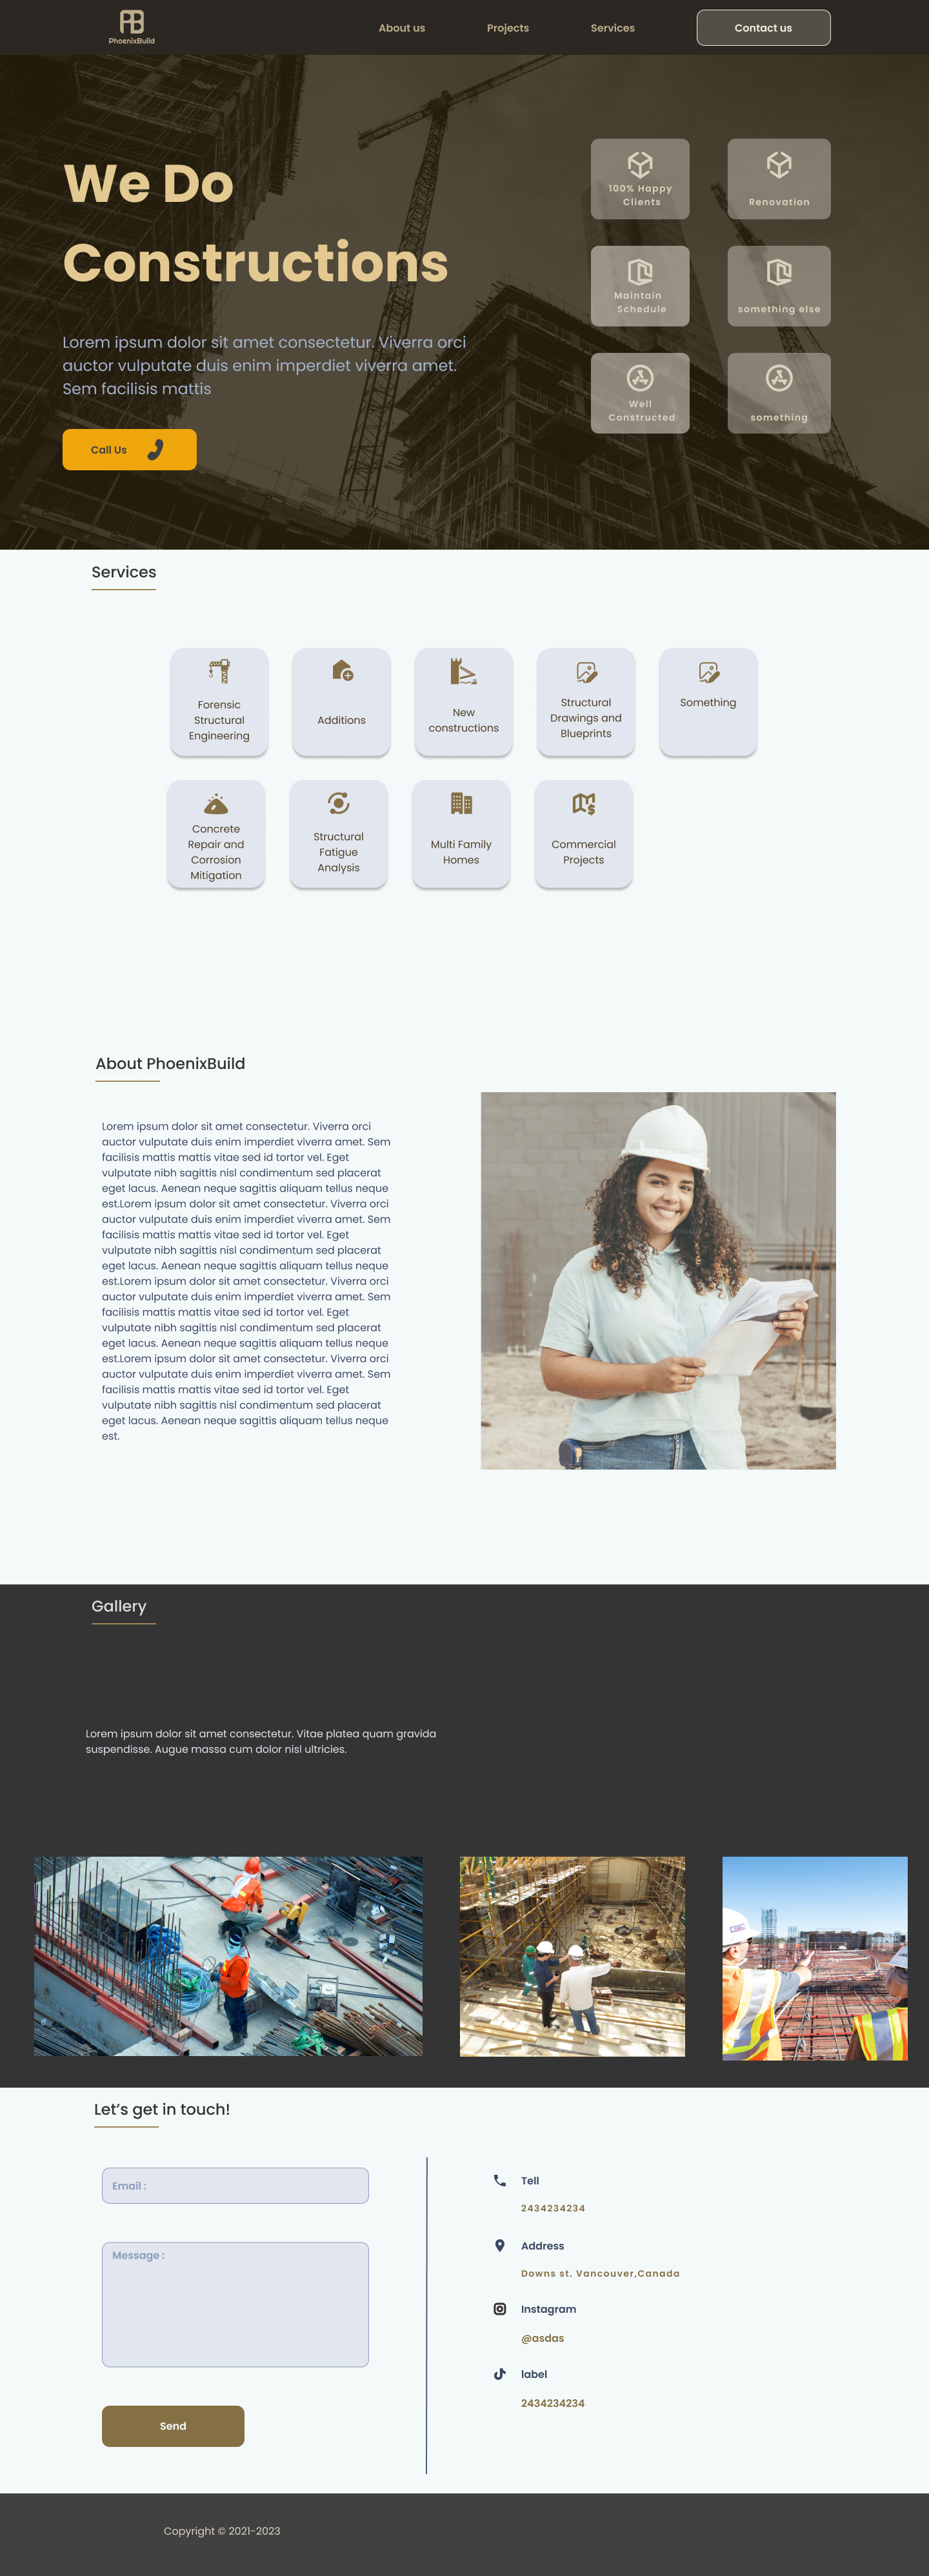 PhoenixBuild
About us
Projects
Services
Contact us
We Do
Constructions
Lorem ipsum dolor sit amet consectetur. Viverra orci
auctor vulputate duis enim imperdiet viverra amet.
Sem facilisis mattis
Call Us
100% Happy
Clients
Renovation
Maintain
Schedule
something else
Well
Constructed
something
Services
Forensic
Structural
Engineering
Additions
New
constructions
Structural
Drawings and
Blueprints
Something
Concrete
Repair and
Corrosion
Mitigation
Structural
Fatigue
Analysis
Multi Family
Homes
Commercial
Projects
About PhoenixBuild
Lorem ipsum dolor sit amet consectetur. Viverra orci
auctor vulputate duis enim imperdiet viverra amet. Sem
facilisis mattis mattis vitae sed id tortor vel. Eget
vulputate nibh sagittis nisl condimentum sed placerat
eget lacus. Aenean neque sagittis aliquam tellus neque
est.Lorem ipsum dolor sit amet consectetur. Viverra orci
auctor vulputate duis enim imperdiet viverra amet. Sem
facilisis mattis mattis vitae sed id tortor vel. Eget
vulputate nibh sagittis nisl condimentum sed placerat
eget lacus. Aenean neque sagittis aliquam tellus neque
est.Lorem ipsum dolor sit amet consectetur. Viverra orci
auctor vulputate duis enim imperdiet viverra amet. Sem
facilisis mattis mattis vitae sed id tortor vel. Eget
vulputate nibh sagittis nisl condimentum sed placerat
eget lacus. Aenean neque sagittis aliquam tellus neque
est.Lorem ipsum dolor sit amet consectetur. Viverra orci
auctor vulputate duis enim imperdiet viverra amet. Sem
facilisis mattis mattis vitae sed id tortor vel. Eget
vulputate nibh sagittis nisl condimentum sed placerat
eget lacus. Aenean neque sagittis aliquam tellus neque
est.
Gallery
Lorem ipsum dolor sit amet consectetur. Vitae platea quam gravida
suspendisse. Augue massa cum dolor nisl ultricies.
Let’s get in touch!
Email :
Message :
Send
Tell
2434234234
Address
Downs st. Vancouver,Canada
Instagram
@asdas
label
2434234234
Copyright © 2021-2023